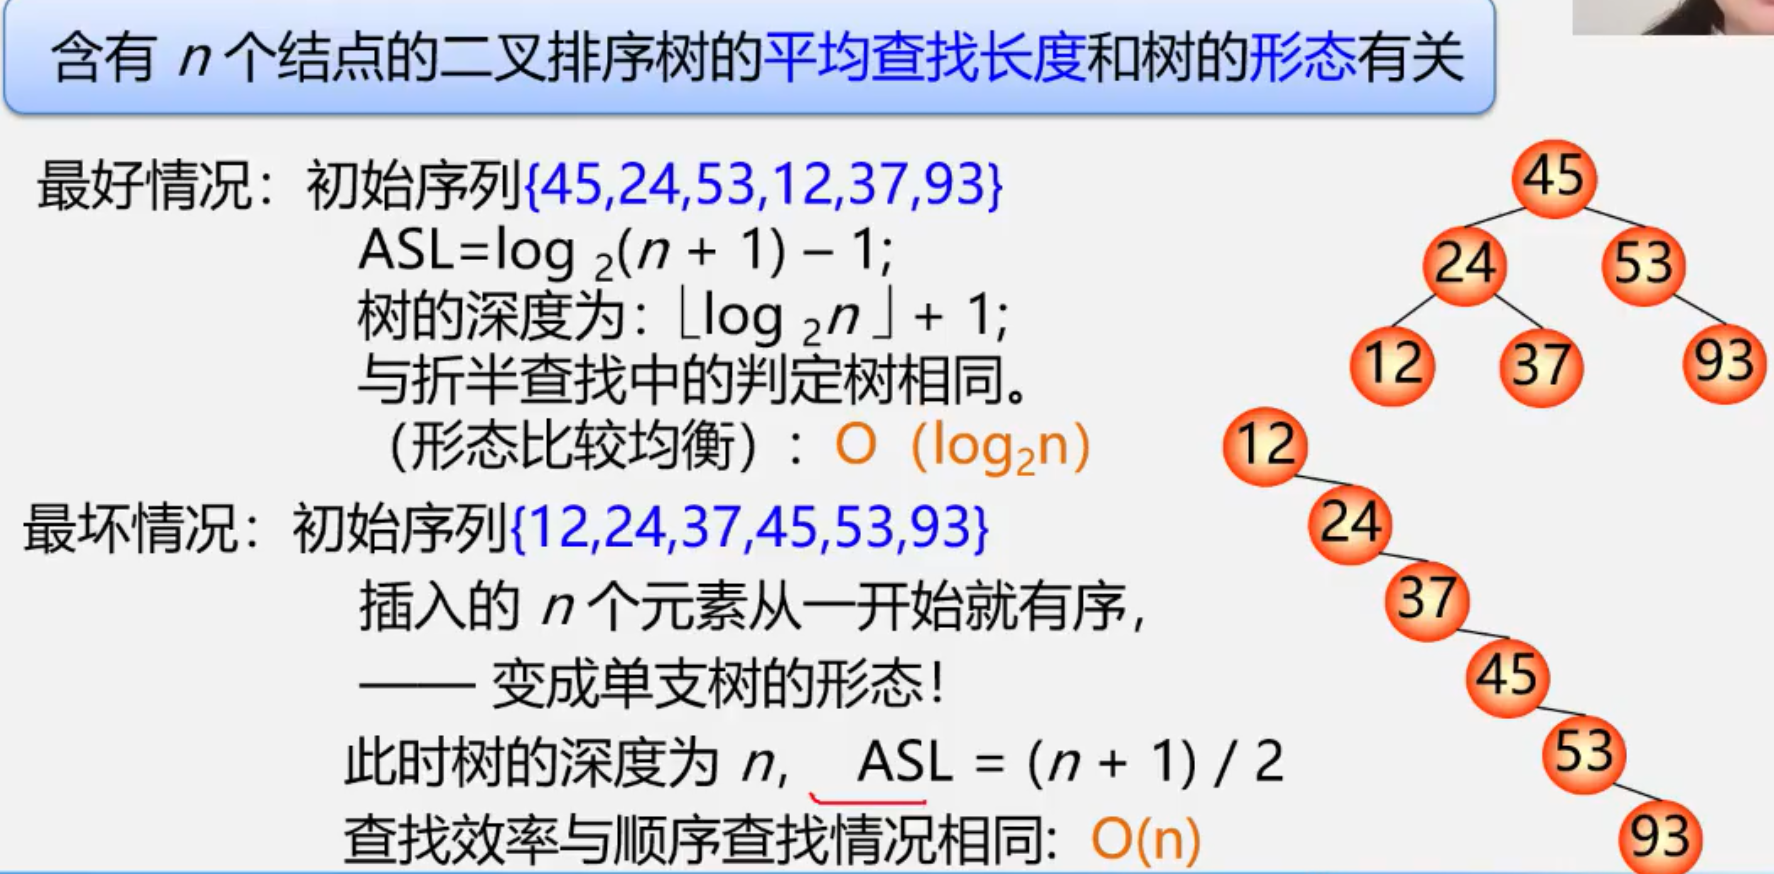 含有 n 个结点的二叉排序树的平均查找长度和树的形态有关
最好情况：初始序列{45,24,53,12,37,93}
ASL=log ₂(n + 1) – 1;
树的深度为：⌊log ₂n ⌋ + 1;
与折半查找中的判定树相同。
（形态比较均衡）：O（log₂n）
45
24 53
12 37 93
最坏情况：初始序列{12,24,37,45,53,93}
插入的 n 个元素从一开始就有序，
—— 变成单支树的形态！
此时树的深度为 n， ASL = (n + 1) / 2
查找效率与顺序查找情况相同：O(n)
12
24
37
45
53
93